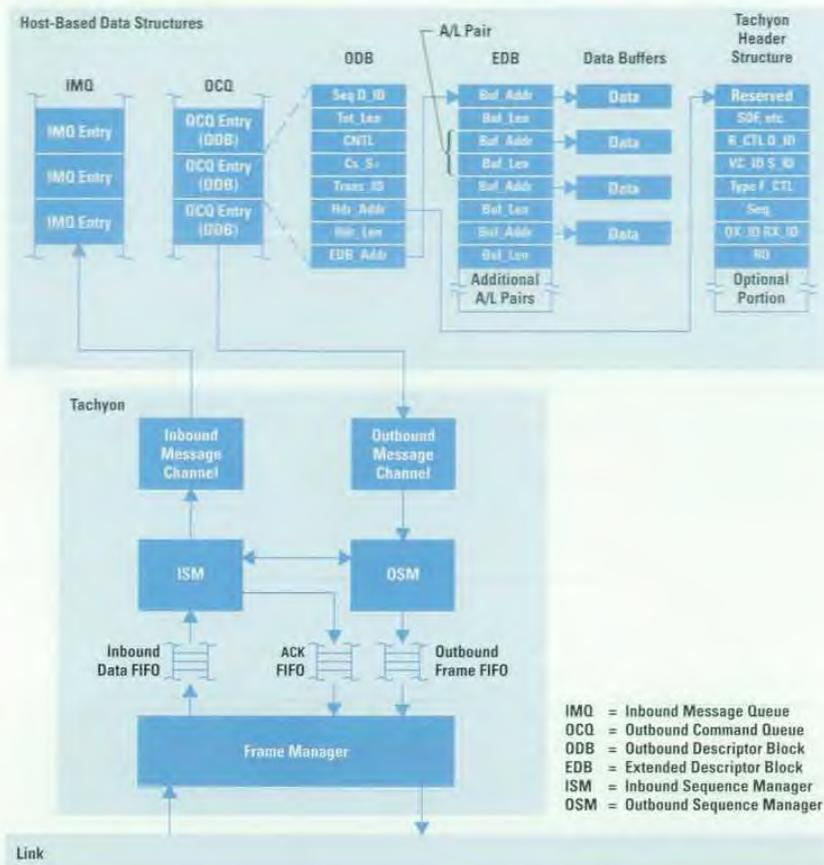 Host-Based Data Structures
IMQ
IMQ Entry
IMQ Entry
IMQ Entry
OCQ
OCQ Entry
(ODB)
OCQ Entry
(ODB)
OCQ Entry
(ODB)
ODB
Seq D_ID
Tot_Len
CNTL
Cs_S
Trans_ID
Hdr_Addr
Hdr_Len
EDB_Addr
A/L Pair
EDB
Buf_Addr
Buf_Len
Buf_Addr
Buf_Len
Buf_Addr
Buf_Len
Buf_Addr
Buf_Len
Additional
A/L Pairs
Data Buffers
Data
Data
Data
Data
Tachyon
Header
Structure
Reserved
SOF, etc.
R_CTL D_ID
VC_ID S_ID
Type F_CTL
Seq
OX_ID RX_ID
RO
Optional
Portion
Tachyon
Inbound
Message
Channel
Outbound
Message
Channel
ISM
OSM
Inbound
Data FIFO
ACK
FIFO
Outbound
Frame FIFO
Frame Manager
IMQ = Inbound Message Queue
OCQ = Outbound Command Queue
ODB = Outbound Descriptor Block
EDB = Extended Descriptor Block
ISM = Inbound Sequence Manager
OSM = Outbound Sequence Manager
Link